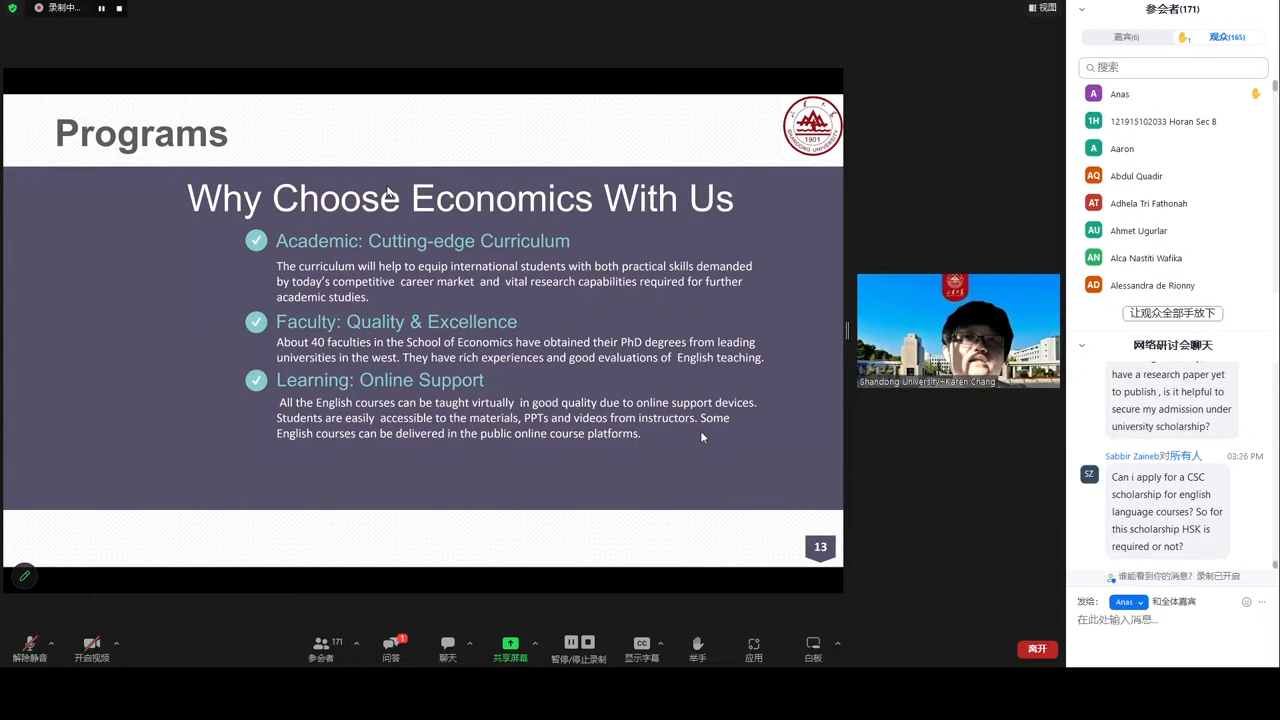 录制中...
视图
Programs
SHANDONG UNIVERSITY
1901
Why Choose Economics With Us
Academic: Cutting-edge Curriculum
The curriculum will help to equip international students with both practical skills demanded
by today's competitive career market and vital research capabilities required for further
academic studies.
Faculty: Quality & Excellence
About 40 faculties in the School of Economics have obtained their PhD degrees from leading
universities in the west. They have rich experiences and good evaluations of English teaching.
Learning: Online Support
All the English courses can be taught virtually in good quality due to online support devices.
Students are easily accessible to the materials, PPTs and videos from instructors. Some
English courses can be delivered in the public online course platforms.
13
Shandong University+Karen Chang
参会者(171)
嘉宾(6)
1
观众(165)
搜索
A Anas
1H 121915102033 Horan Sec B
A Aaron
AQ Abdul Quadir
AT Adhela Tri Fathonah
AU Ahmet Ugurlar
AN Alca Nastiti Wafika
AD Alessandra de Rionny
让观众全部手放下
网络研讨会聊天
have a research paper yet
to publish , is it helpful to
secure my admission under
university scholarship?
Sabbir Zaineb对所有人 03:26 PM
SZ
Can i apply for a CSC
scholarship for english
language courses? So for
this scholarship HSK is
required or not?
谁能看到你的消息? 录制已开启
发给: Anas 和全体嘉宾
在此处输入消息...
解除静音
开启视频
171
参会者
1
问答
聊天
共享屏幕
暂停/停止录制
CC
显示字幕
举手
应用
白板
离开